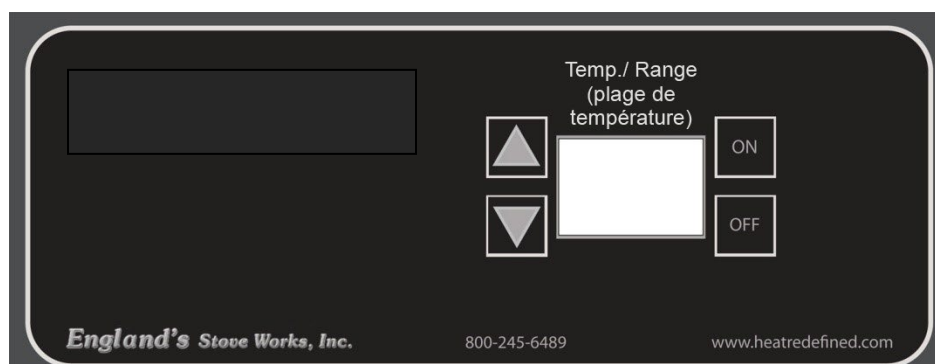 Temp./ Range
(plage de
température)
ON
OFF
England's Stove Works, Inc.
800-245-6489
www.heatredefined.com